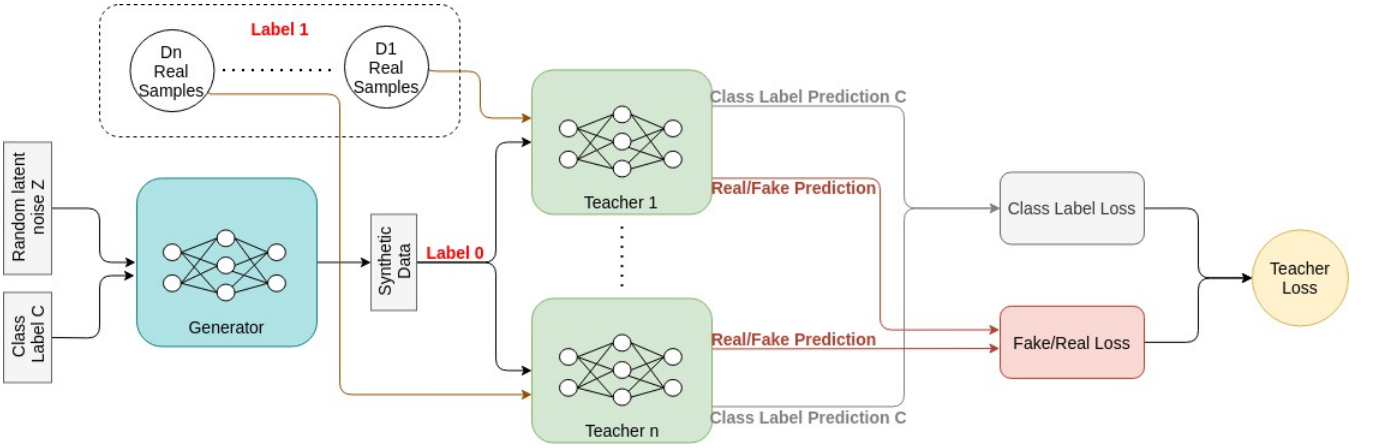 Label 1
Dn
Real
Samples
D1
Real
Samples
Random latent
noise Z
Class
Label C
Generator
Synthetic
Data
Label 0
Teacher 1
Teacher n
Class Label Prediction C
Real/Fake Prediction
Real/Fake Prediction
Class Label Prediction C
Class Label Loss
Fake/Real Loss
Teacher
Loss